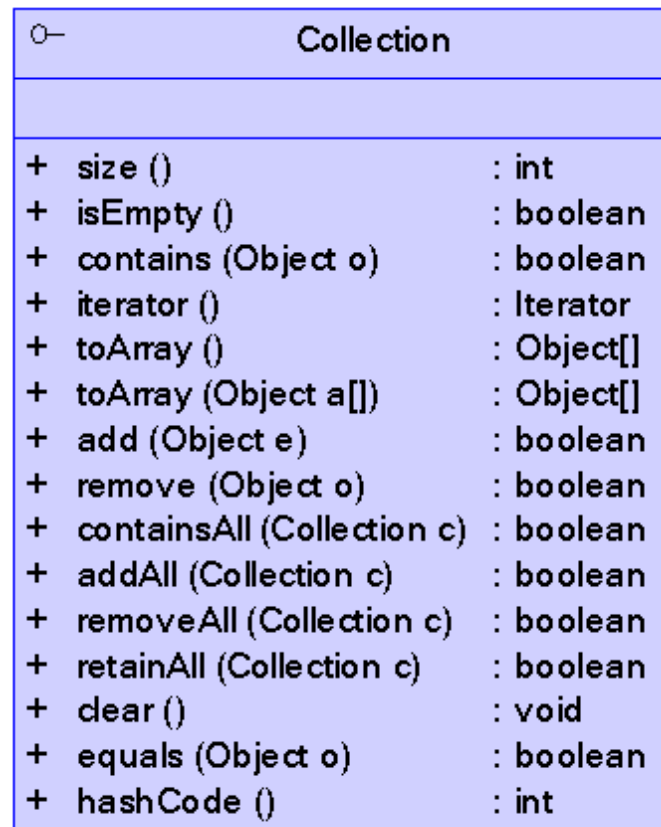 Collection
+ size () : int
+ isEmpty () : boolean
+ contains (Object o) : boolean
+ iterator () : Iterator
+ toArray () : Object[]
+ toArray (Object a[]) : Object[]
+ add (Object e) : boolean
+ remove (Object o) : boolean
+ containsAll (Collection c) : boolean
+ addAll (Collection c) : boolean
+ removeAll (Collection c) : boolean
+ retainAll (Collection c) : boolean
+ clear () : void
+ equals (Object o) : boolean
+ hashCode () : int